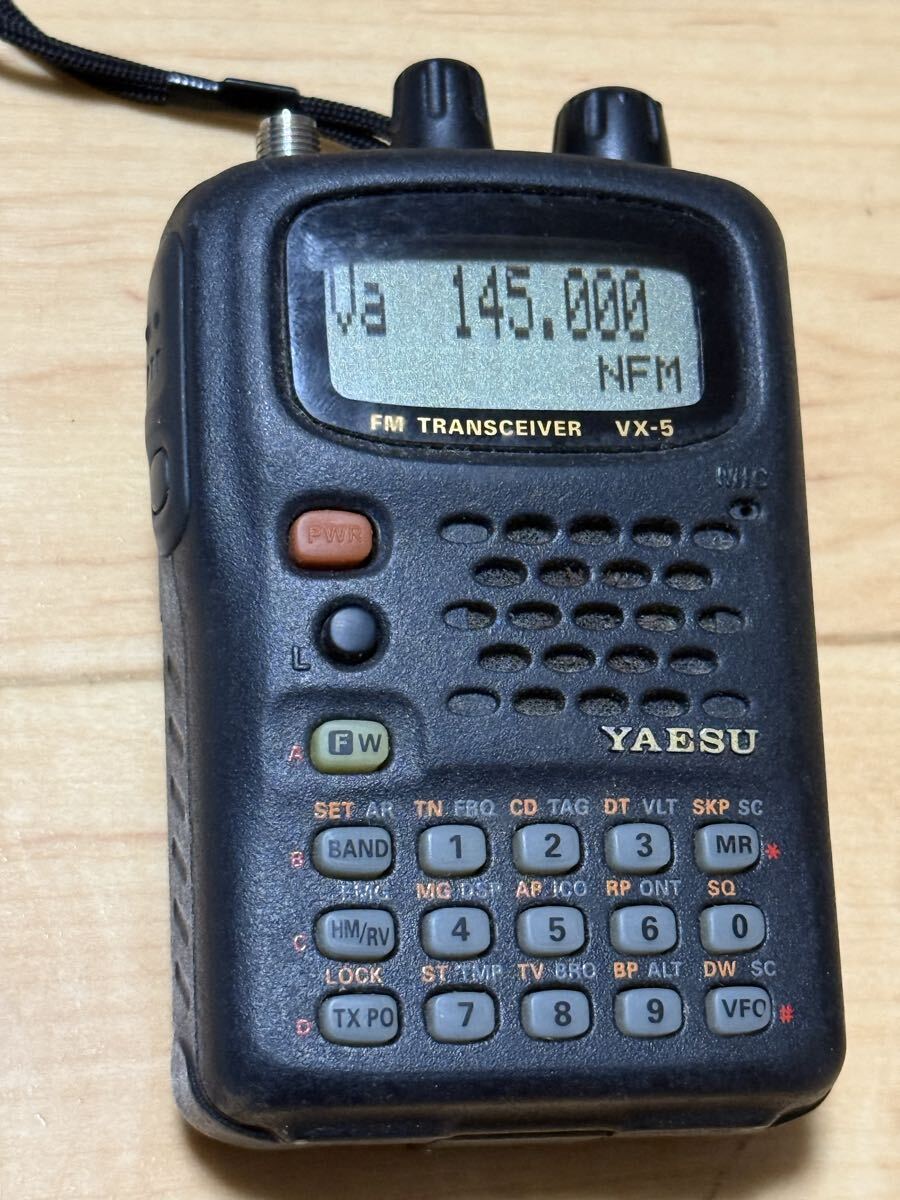 Va 145.000
NFM
FM TRANSCEIVER VX-5
MIC
PWR
L
YAESU
A F W
SET AR TN FRQ CD TAG DT VLT SKP SC
B BAND 1 2 3 MR *
EMG MG DSP AP ICO RP ONT SQ
C HM/RV 4 5 6 0
LOCK ST TMP TV BRO BP ALT DW SC
D TX PO 7 8 9 VFO #